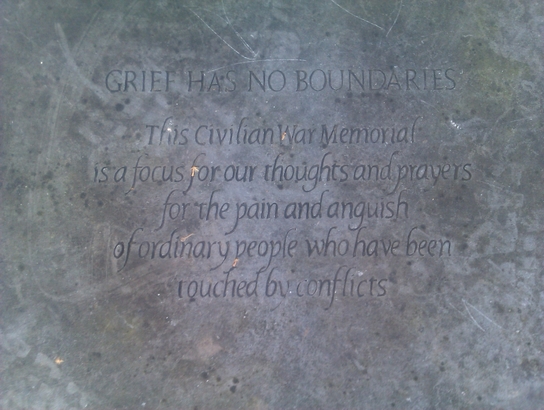 GRIEF HAS NO BOUNDARIES
This Civilian War Memorial
is a focus for our thoughts and prayers
for the pain and anguish
of ordinary people who have been
touched by conflicts